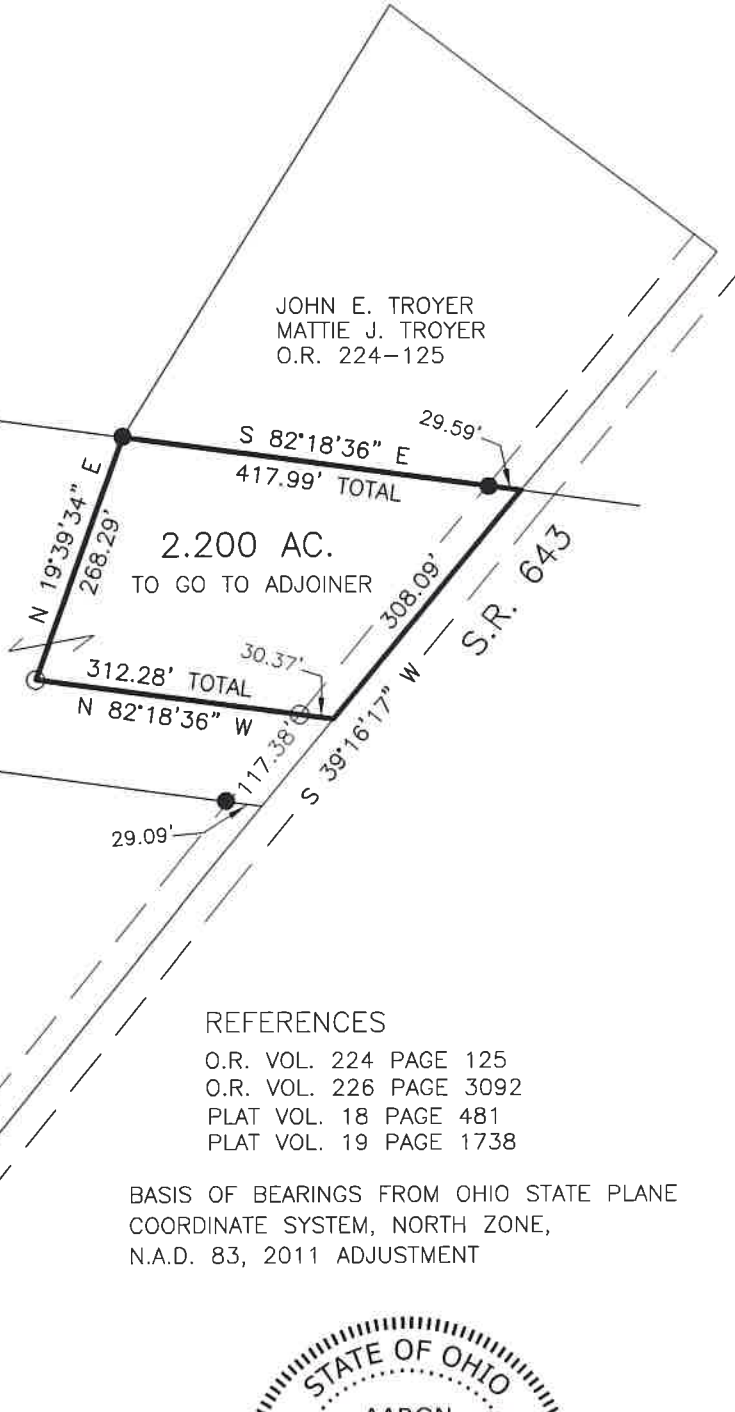 JOHN E. TROYER
MATTIE J. TROYER
O.R. 224-125
29.59'
S 82°18'36" E
417.99' TOTAL
N 19°39'34" E
268.29'
2.200 AC.
TO GO TO ADJOINER
308.09'
S.R. 643
30.37'
312.28' TOTAL
N 82°18'36" W
117.38'
S 39°16'17" W
29.09'
REFERENCES
O.R. VOL. 224 PAGE 125
O.R. VOL. 226 PAGE 3092
PLAT VOL. 18 PAGE 481
PLAT VOL. 19 PAGE 1738
BASIS OF BEARINGS FROM OHIO STATE PLANE
COORDINATE SYSTEM, NORTH ZONE,
N.A.D. 83, 2011 ADJUSTMENT
STATE OF OHIO
AARON